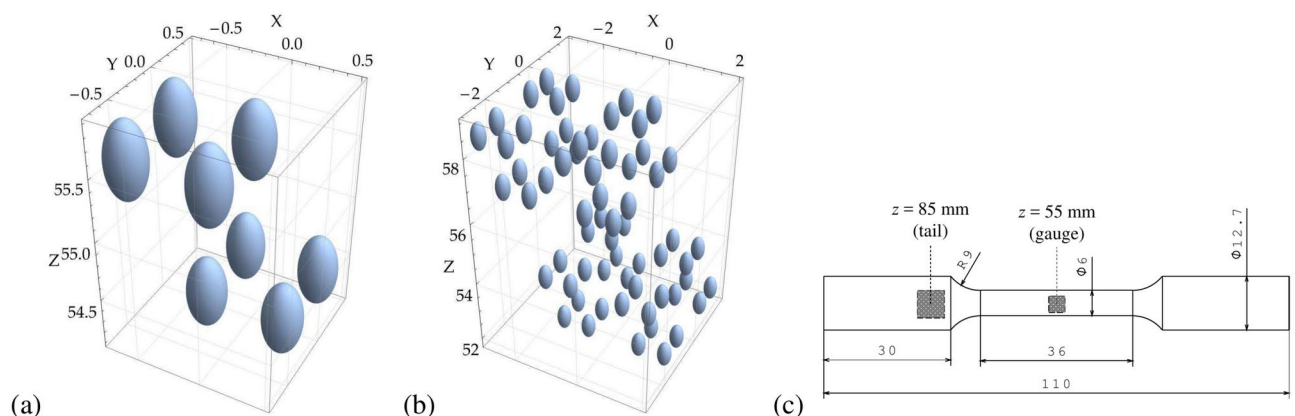 X
0.5
−0.5
0.0
0.5
Y
0.0
−0.5
55.5
55.0
Z
54.5
(a)
X
2
−2
0
2
Y
0
−2
58
56
Z
54
52
(b)
z = 85 mm
(tail)
z = 55 mm
(gauge)
R9
Φ6
Φ12.7
30
36
110
(c)